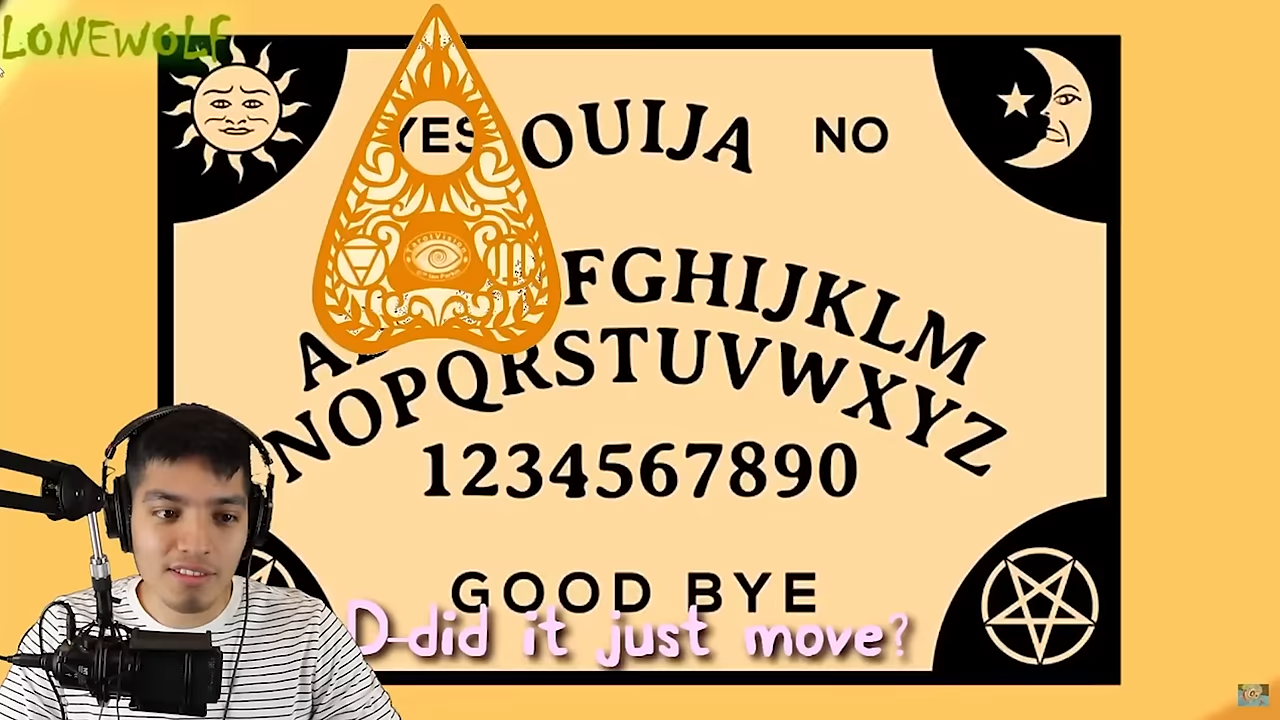 LONEWOLF
YES OUIJA NO
A FGHIJKLM
NOPQRSTUVWXYZ
1234567890
GOOD BYE
D-did it just move?